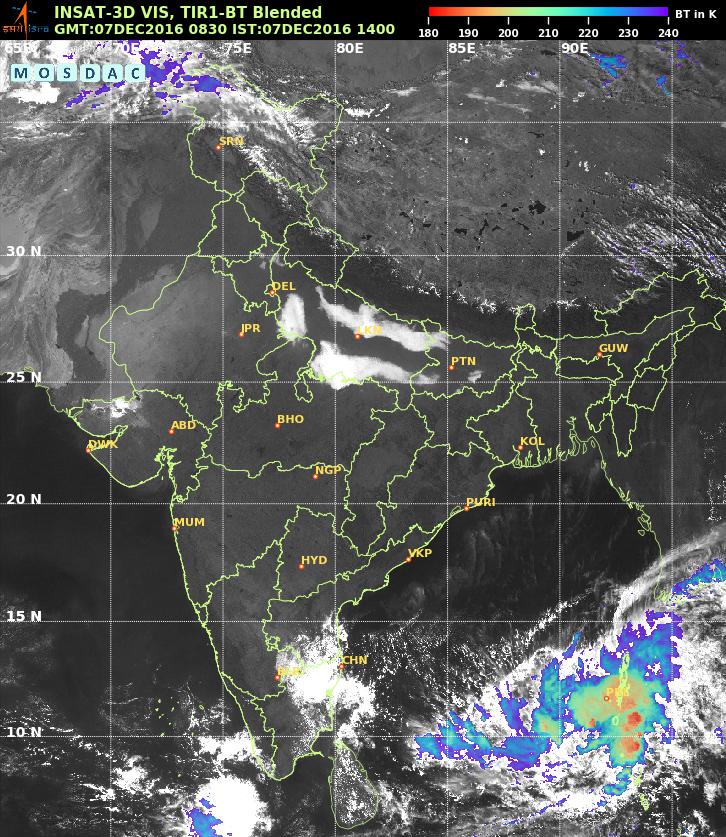 INSAT-3D VIS, TIR1-BT Blended
GMT:07DEC2016 0830 IST:07DEC2016 1400
180 190 200 210 220 230 240
BT in K
65E 70E 75E 80E 85E 90E
M O S D A C
SRN
30 N
DEL
JPR LKN
GUW
PTN
25 N
ABD BHO
DWK KOL
NGP
20 N PURI
MUM
HYD VKP
15 N
CHN
10 N